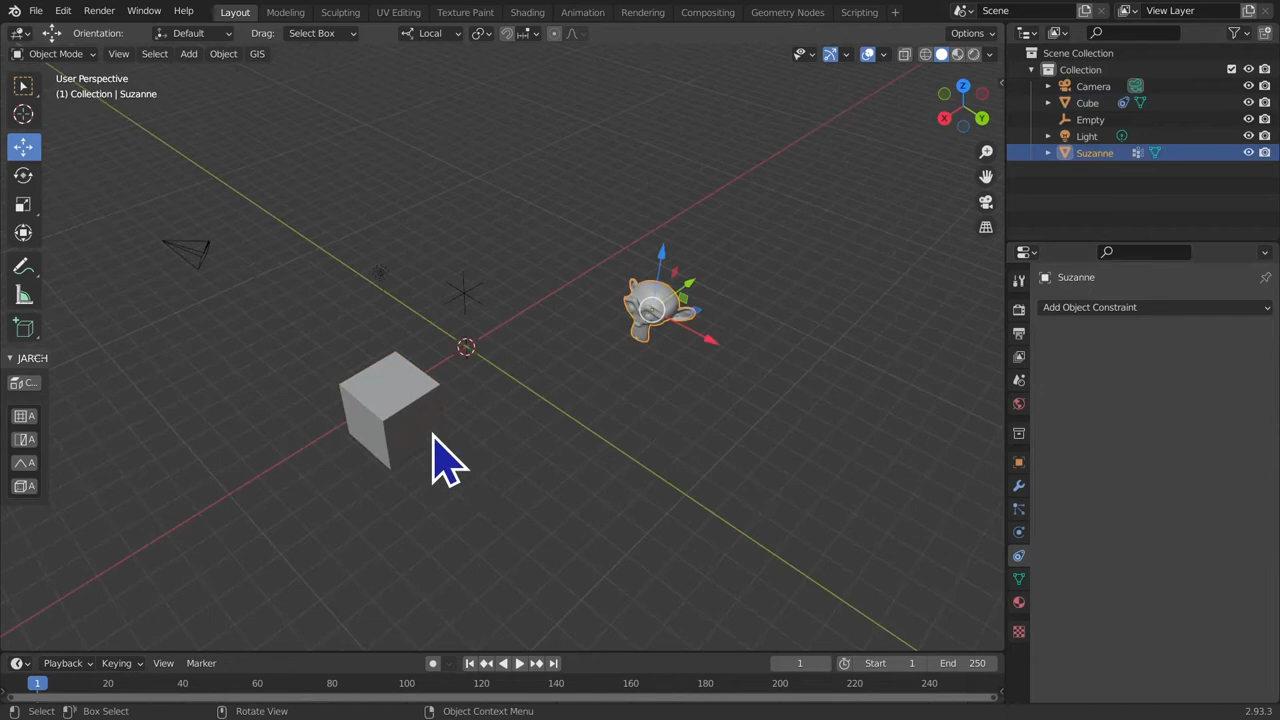 File Edit Render Window Help
Layout Modeling Sculpting UV Editing Texture Paint Shading Animation Rendering Compositing Geometry Nodes Scripting +
Scene
View Layer
Orientation: Default Drag: Select Box Local Options
Object Mode View Select Add Object GIS
User Perspective
(1) Collection | Suzanne
Z
Y
X
JARCH
C...
A
A
A
A
Scene Collection
Collection
Camera
Cube
Empty
Light
Suzanne
Suzanne
Add Object Constraint
Playback Keying View Marker
1 Start 1 End 250
1 20 40 60 80 100 120 140 160 180 200 220 240
Select Box Select Rotate View Object Context Menu 2.93.3